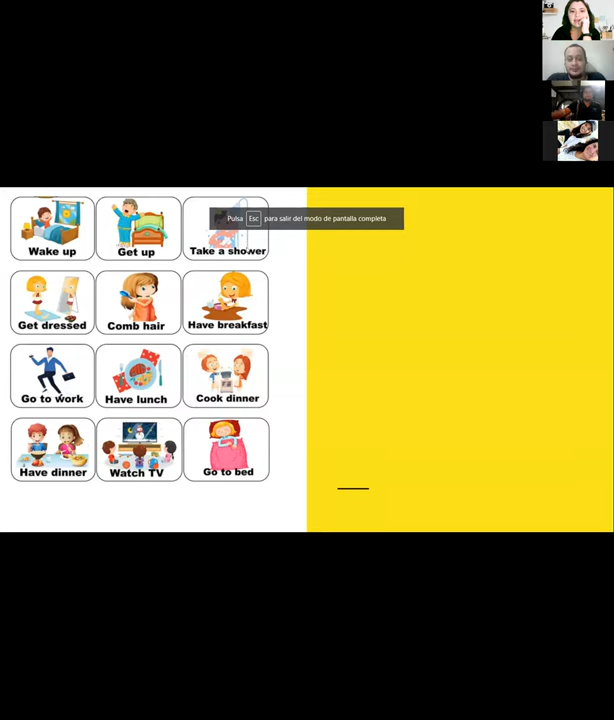 Pulsa Esc para salir del modo de pantalla completa
Wake up
Get up
Take a shower
Get dressed
Comb hair
Have breakfast
Go to work
Have lunch
Cook dinner
Have dinner
Watch TV
Go to bed